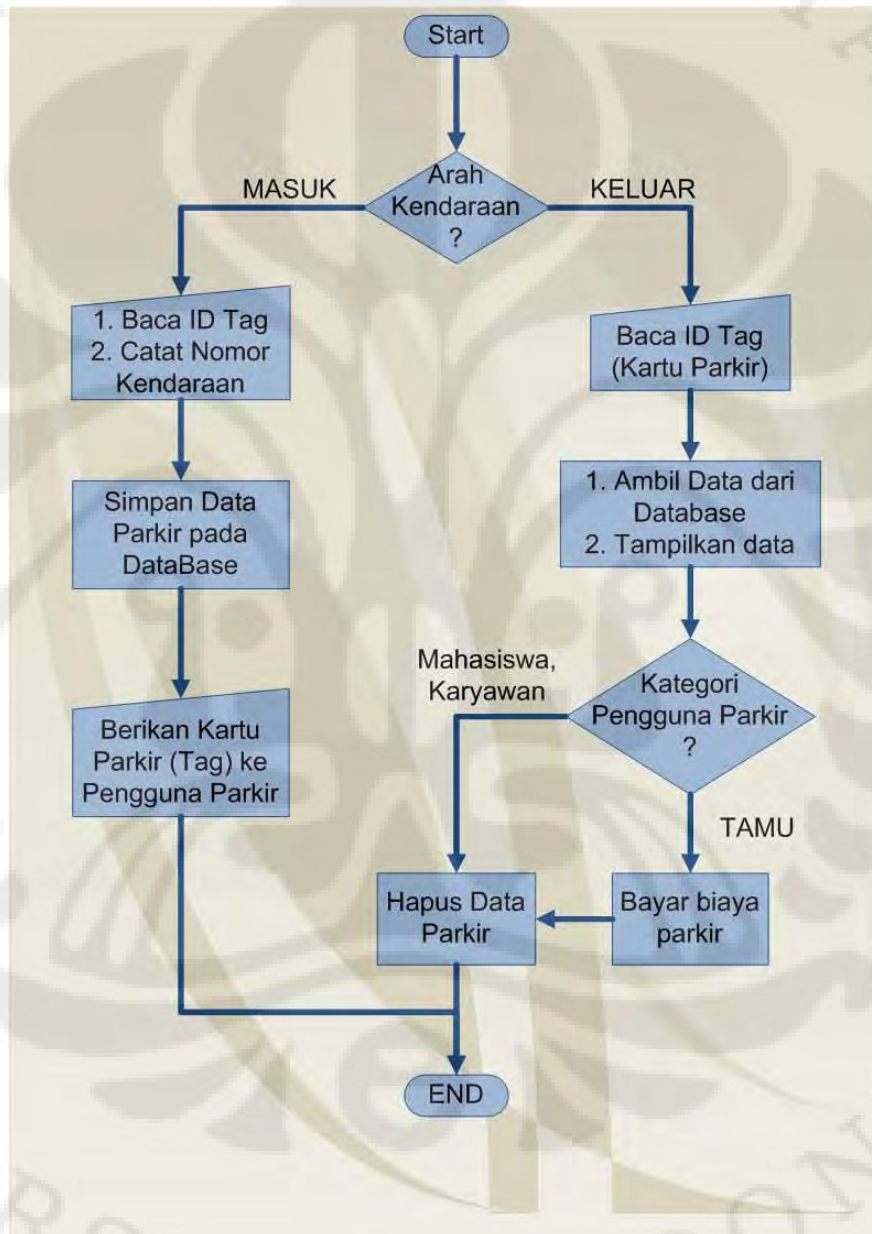 Start
Arah
Kendaraan
?
MASUK
KELUAR
1. Baca ID Tag
2. Catat Nomor
Kendaraan
Baca ID Tag
(Kartu Parkir)
Simpan Data
Parkir pada
DataBase
1. Ambil Data dari
Database
2. Tampilkan data
Berikan Kartu
Parkir (Tag) ke
Pengguna Parkir
Mahasiswa,
Karyawan
Kategori
Pengguna Parkir
?
TAMU
Hapus Data
Parkir
Bayar biaya
parkir
END